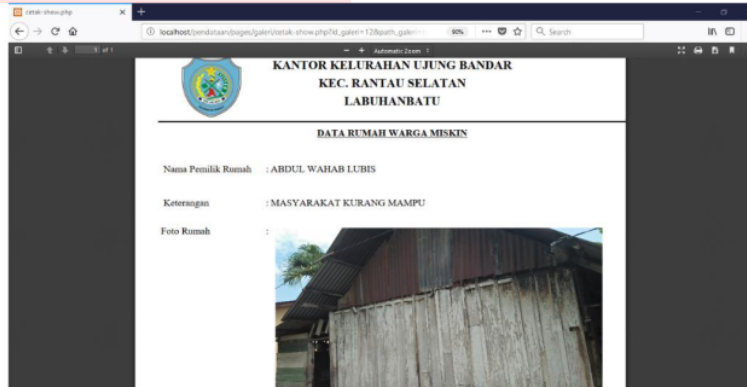 cetak-show.php
localhost/pendataan/pages/galeri/cetak-show.php?id_galeri=12&path_galeri
90%
Search
1 of 1
Automatic Zoom
KANTOR KELURAHAN UJUNG BANDAR
KEC. RANTAU SELATAN
LABUHANBATU
DATA RUMAH WARGA MISKIN
Nama Pemilik Rumah : ABDUL WAHAB LUBIS
Keterangan : MASYARAKAT KURANG MAMPU
Foto Rumah :